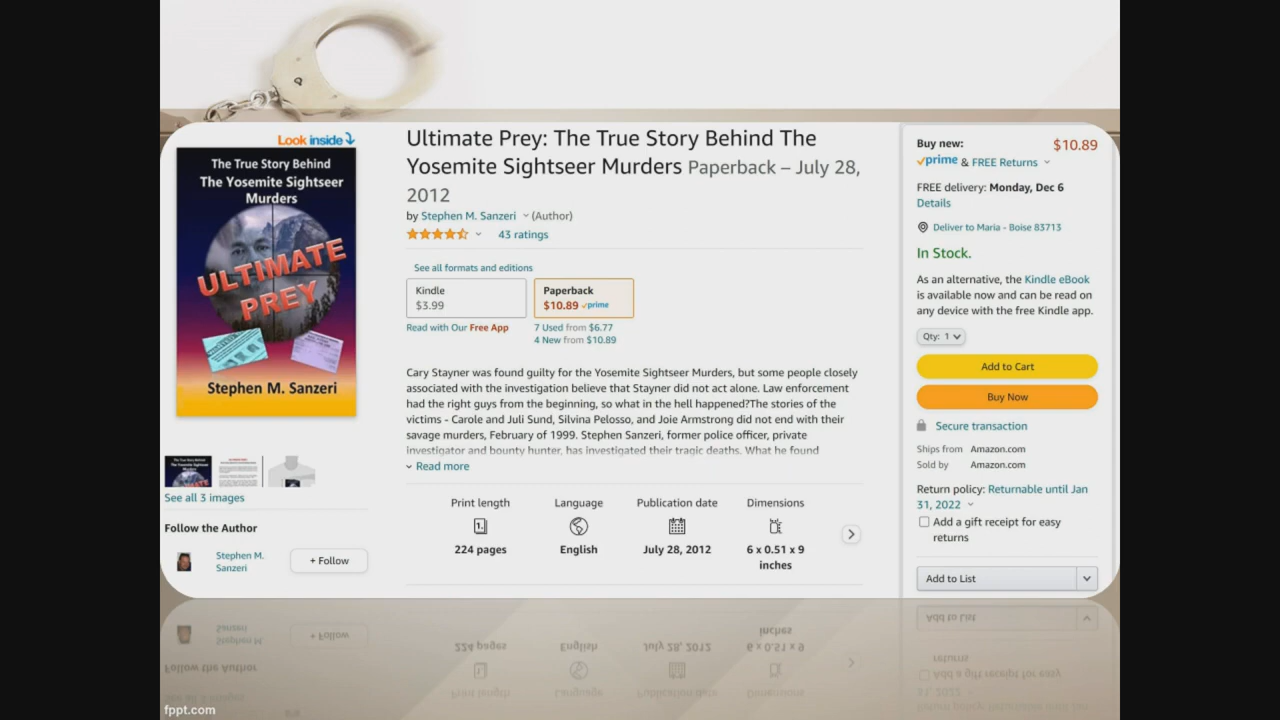 Look inside
The True Story Behind
The Yosemite Sightseer
Murders
ULTIMATE
PREY
Stephen M. Sanzeri
See all 3 images
Follow the Author
Stephen M.
Sanzeri
+ Follow
Ultimate Prey: The True Story Behind The
Yosemite Sightseer Murders Paperback – July 28,
2012
by Stephen M. Sanzeri (Author)
43 ratings
See all formats and editions
Kindle
$3.99
Paperback
$10.89 prime
Read with Our Free App
7 Used from $6.77
4 New from $10.89
Cary Stayner was found guilty for the Yosemite Sightseer Murders, but some people closely
associated with the investigation believe that Stayner did not act alone. Law enforcement
had the right guys from the beginning, so what in the hell happened?The stories of the
victims - Carole and Juli Sund, Silvina Pelosso, and Joie Armstrong did not end with their
savage murders, February of 1999. Stephen Sanzeri, former police officer, private
investigator and bounty hunter, has investigated their tragic deaths. What he found
Read more
Print length
224 pages
Language
English
Publication date
July 28, 2012
Dimensions
6 x 0.51 x 9
inches
Buy new:
$10.89
prime & FREE Returns
FREE delivery: Monday, Dec 6
Details
Deliver to Maria - Boise 83713
In Stock.
As an alternative, the Kindle eBook
is available now and can be read on
any device with the free Kindle app.
Qty: 1
Add to Cart
Buy Now
Secure transaction
Ships from Amazon.com
Sold by Amazon.com
Return policy: Returnable until Jan
31, 2022
Add a gift receipt for easy
returns
Add to List
fppt.com